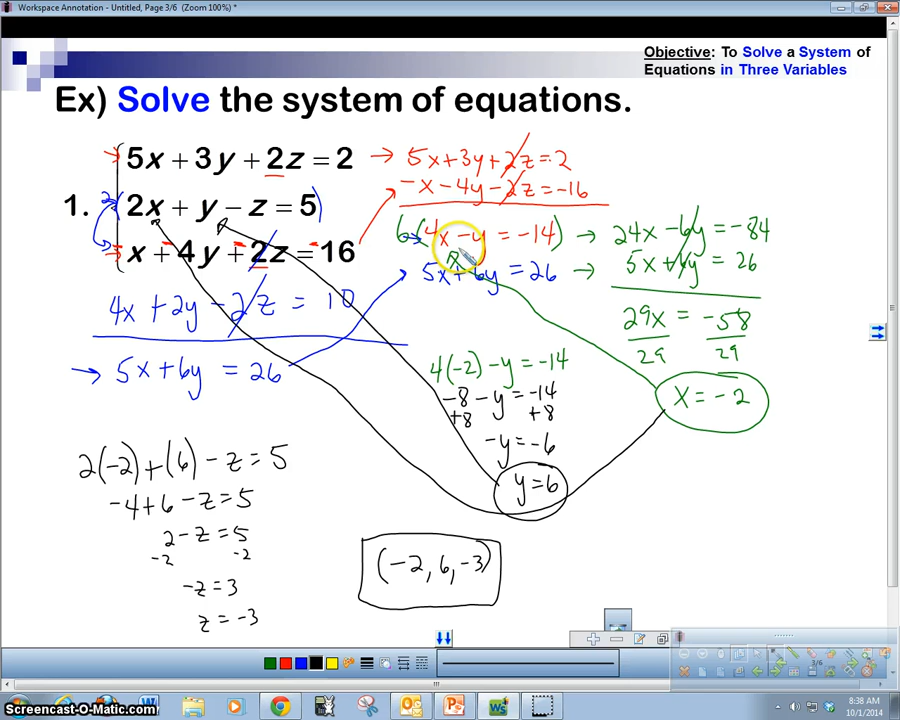 Workspace Annotation - Untitled, Page 3/6 (Zoom 100%) *
Objective: To Solve a System of
Equations in Three Variables
Ex) Solve the system of equations.
1.
5x + 3y + 2z = 2
2(2x + y - z = 5)
x + 4y + 2z = 16
4x + 2y - 2z = 10
→ 5x + 6y = 26
→ 5x + 3y + 2z = 2
-x - 4y - 2z = -16
6(4x - y = -14) → 24x - 6y = -84
5x + 6y = 26 → 5x + 6y = 26
29x = -58
29 29
x = -2
4(-2) - y = -14
-8 - y = -14
+8 +8
-y = -6
y = 6
2(-2) + (6) - z = 5
-4 + 6 - z = 5
2 - z = 5
-2 -2
-z = 3
z = -3
(-2, 6, -3)
3/6
Screencast-O-Matic.com
8:38 AM
10/1/2014